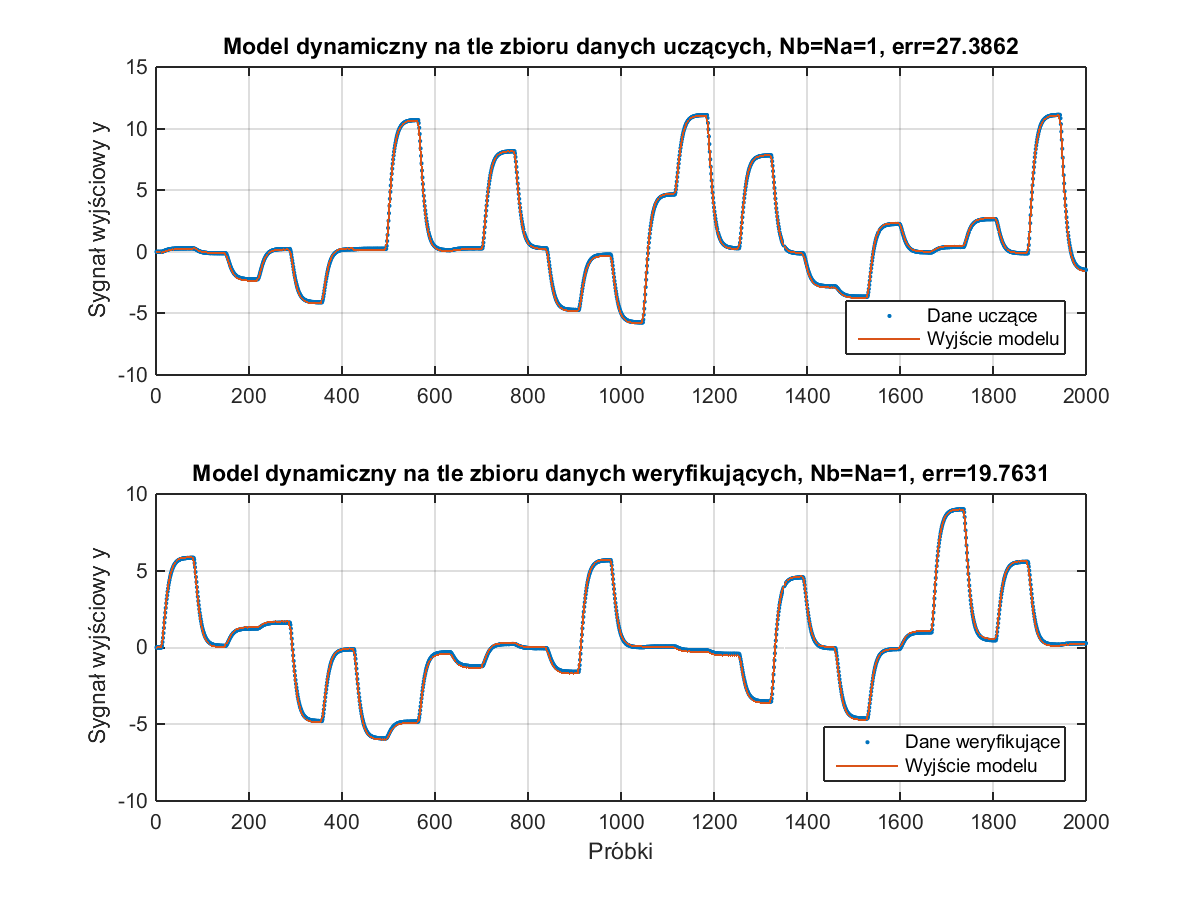 Model dynamiczny na tle zbioru danych uczących, Nb=Na=1, err=27.3862
Sygnał wyjściowy y
15
10
5
0
-5
-10
Dane uczące
Wyjście modelu
0 200 400 600 800 1000 1200 1400 1600 1800 2000
Model dynamiczny na tle zbioru danych weryfikujących, Nb=Na=1, err=19.7631
Sygnał wyjściowy y
10
5
0
-5
-10
Dane weryfikujące
Wyjście modelu
0 200 400 600 800 1000 1200 1400 1600 1800 2000
Próbki